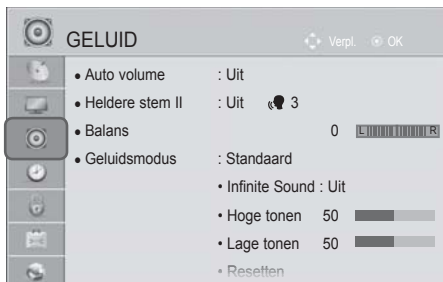 GELUID Verpl. OK
• Auto volume : Uit
• Heldere stem II : Uit 3
• Balans 0 L R
• Geluidsmodus : Standaard
• Infinite Sound : Uit
• Hoge tonen 50
• Lage tonen 50
• Resetten